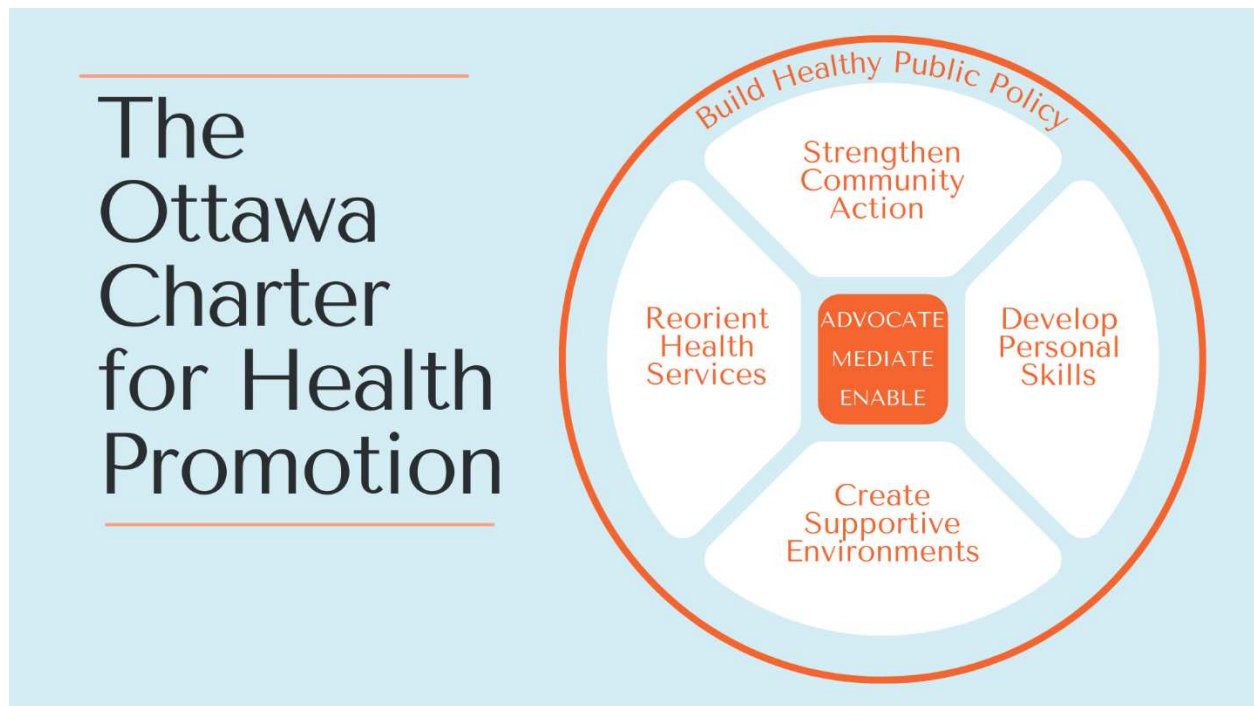 The
Ottawa
Charter
for Health
Promotion
Build Healthy Public Policy
Strengthen
Community
Action
Reorient
Health
Services
ADVOCATE
MEDIATE
ENABLE
Develop
Personal
Skills
Create
Supportive
Environments